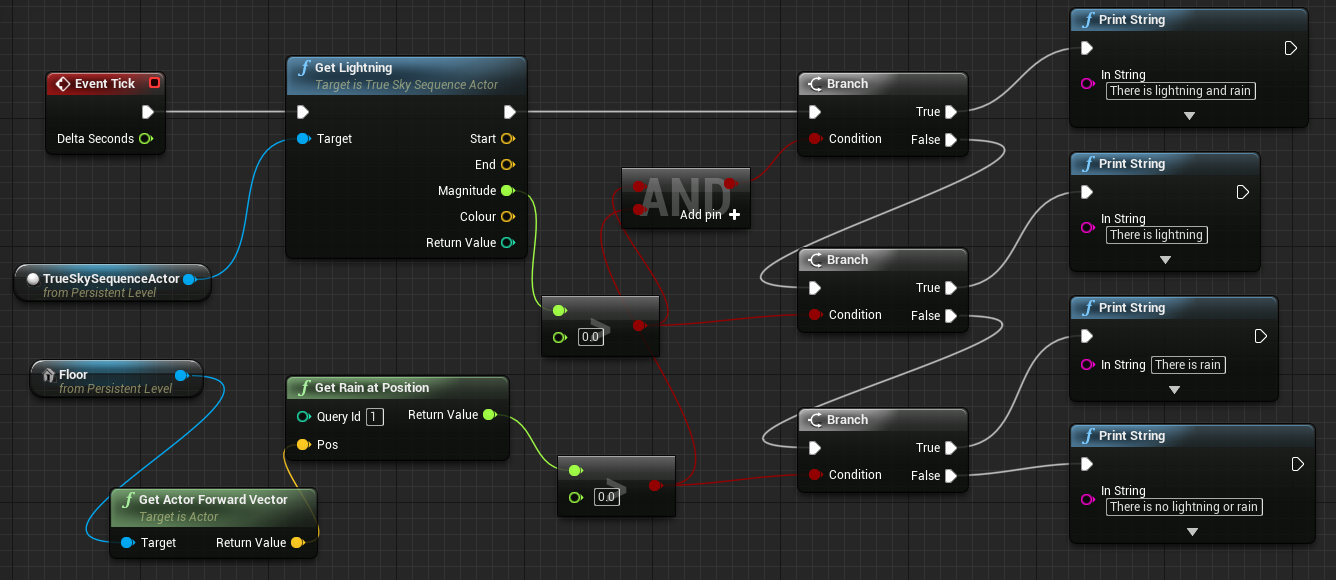 Event Tick
Delta Seconds
TrueSkySequenceActor
from Persistent Level
Floor
from Persistent Level
Get Actor Forward Vector
Target is Actor
Target
Return Value
f
Get Lightning
Target is True Sky Sequence Actor
Target
Start
End
Magnitude
Colour
Return Value
f
Get Rain at Position
Query Id 1
Return Value
Pos
f
>
0.0
>
0.0
AND
Add pin +
Branch
True
Condition
False
Branch
True
Condition
False
Branch
True
Condition
False
f
Print String
In String
There is lightning and rain
f
Print String
In String
There is lightning
f
Print String
In String There is rain
f
Print String
In String
There is no lightning or rain